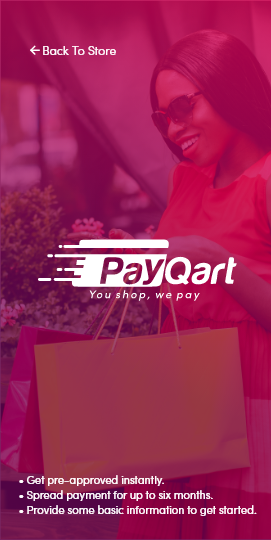 ← Back To Store
PayQart
You shop, we pay
• Get pre-approved instantly.
• Spread payment for up to six months.
• Provide some basic information to get started.